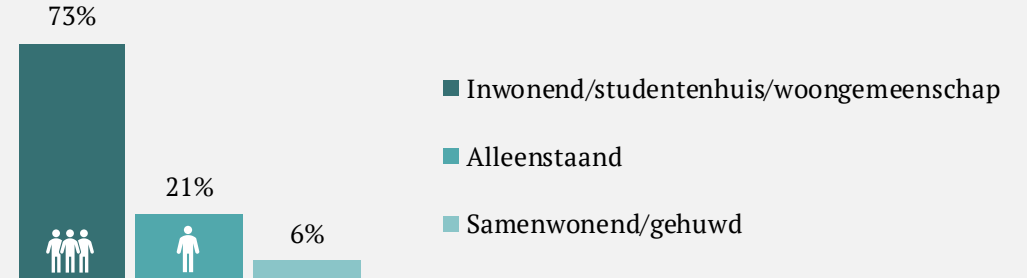 73%
21%
6%
Inwonend/studentenhuis/woongemeenschap
Alleenstaand
Samenwonend/gehuwd